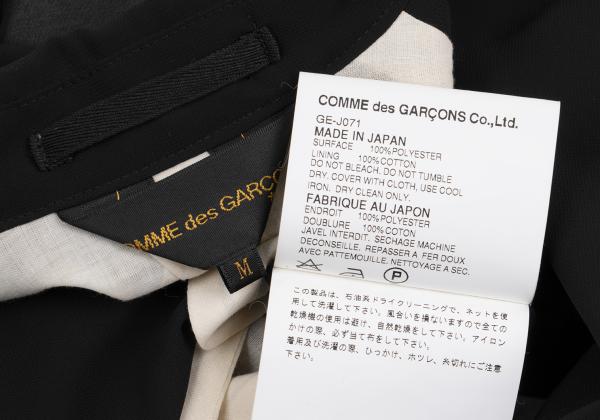 COMME des GARÇONS
M
COMME des GARÇONS Co.,Ltd.
GE-J071
MADE IN JAPAN
SURFACE 100%POLYESTER
LINING 100%COTTON
DO NOT BLEACH. DO NOT TUMBLE
DRY. COVER WITH CLOTH, USE COOL
IRON. DRY CLEAN ONLY.
FABRIQUE AU JAPON
ENDROIT 100%POLYESTER
DOUBLURE 100%COTON
JAVEL INTERDIT. SECHAGE MACHINE
DECONSEILLE. REPASSER A FER DOUX
AVEC PATTEMOUILLE. NETTOYAGE A SEC.
P
この製品は、石油系ドライクリーニングで、ネットを使
用して洗濯して下さい。風合いを損ないますので全ての
乾燥機の使用は避け、自然乾燥をして下さい。アイロン
かけの際、必ず当て布をして下さい。
着用及び洗濯の際、ひっかけ、ホツレ、糸切れにご注意
下さい。